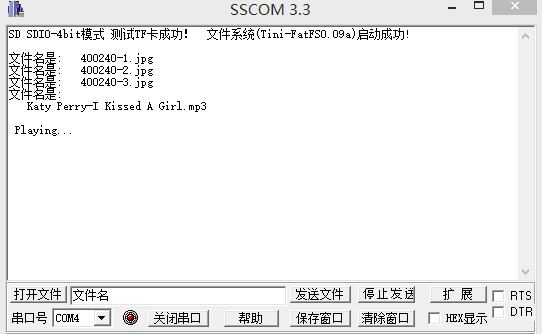 SSCOM 3.3
SD SDIO-4bit模式 测试TF卡成功! 文件系统(Tini-FatFS0.09a)启动成功!
文件名是: 400240-1.jpg
文件名是: 400240-2.jpg
文件名是: 400240-3.jpg
文件名是:
Katy Perry-I Kissed A Girl.mp3
Playing...
打开文件 文件名 发送文件 停止发送 扩 展 RTS
DTR
串口号 COM4 关闭串口 帮助 保存窗口 清除窗口 HEX显示